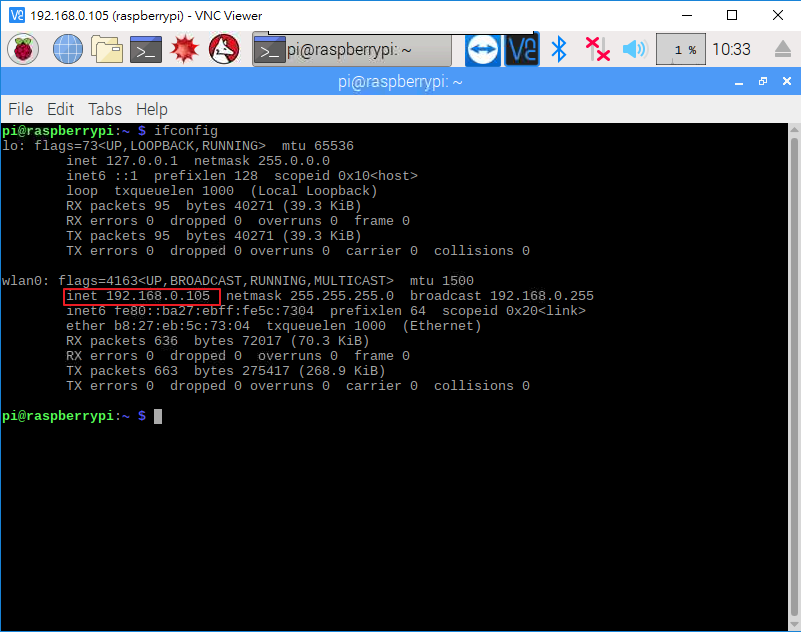 192.168.0.105 (raspberrypi) - VNC Viewer
pi@raspberrypi: ~
1 %
10:33
pi@raspberrypi: ~
File Edit Tabs Help
pi@raspberrypi:~ $ ifconfig
lo: flags=73<UP,LOOPBACK,RUNNING>  mtu 65536
        inet 127.0.0.1  netmask 255.0.0.0
        inet6 ::1  prefixlen 128  scopeid 0x10<host>
        loop  txqueuelen 1000  (Local Loopback)
        RX packets 95  bytes 40271 (39.3 KiB)
        RX errors 0  dropped 0  overruns 0  frame 0
        TX packets 95  bytes 40271 (39.3 KiB)
        TX errors 0  dropped 0 overruns 0  carrier 0  collisions 0
wlan0: flags=4163<UP,BROADCAST,RUNNING,MULTICAST>  mtu 1500
        inet 192.168.0.105  netmask 255.255.255.0  broadcast 192.168.0.255
        inet6 fe80::ba27:ebff:fe5c:7304  prefixlen 64  scopeid 0x20<link>
        ether b8:27:eb:5c:73:04  txqueuelen 1000  (Ethernet)
        RX packets 636  bytes 72017 (70.3 KiB)
        RX errors 0  dropped 0  overruns 0  frame 0
        TX packets 663  bytes 275417 (268.9 KiB)
        TX errors 0  dropped 0 overruns 0  carrier 0  collisions 0
pi@raspberrypi:~ $